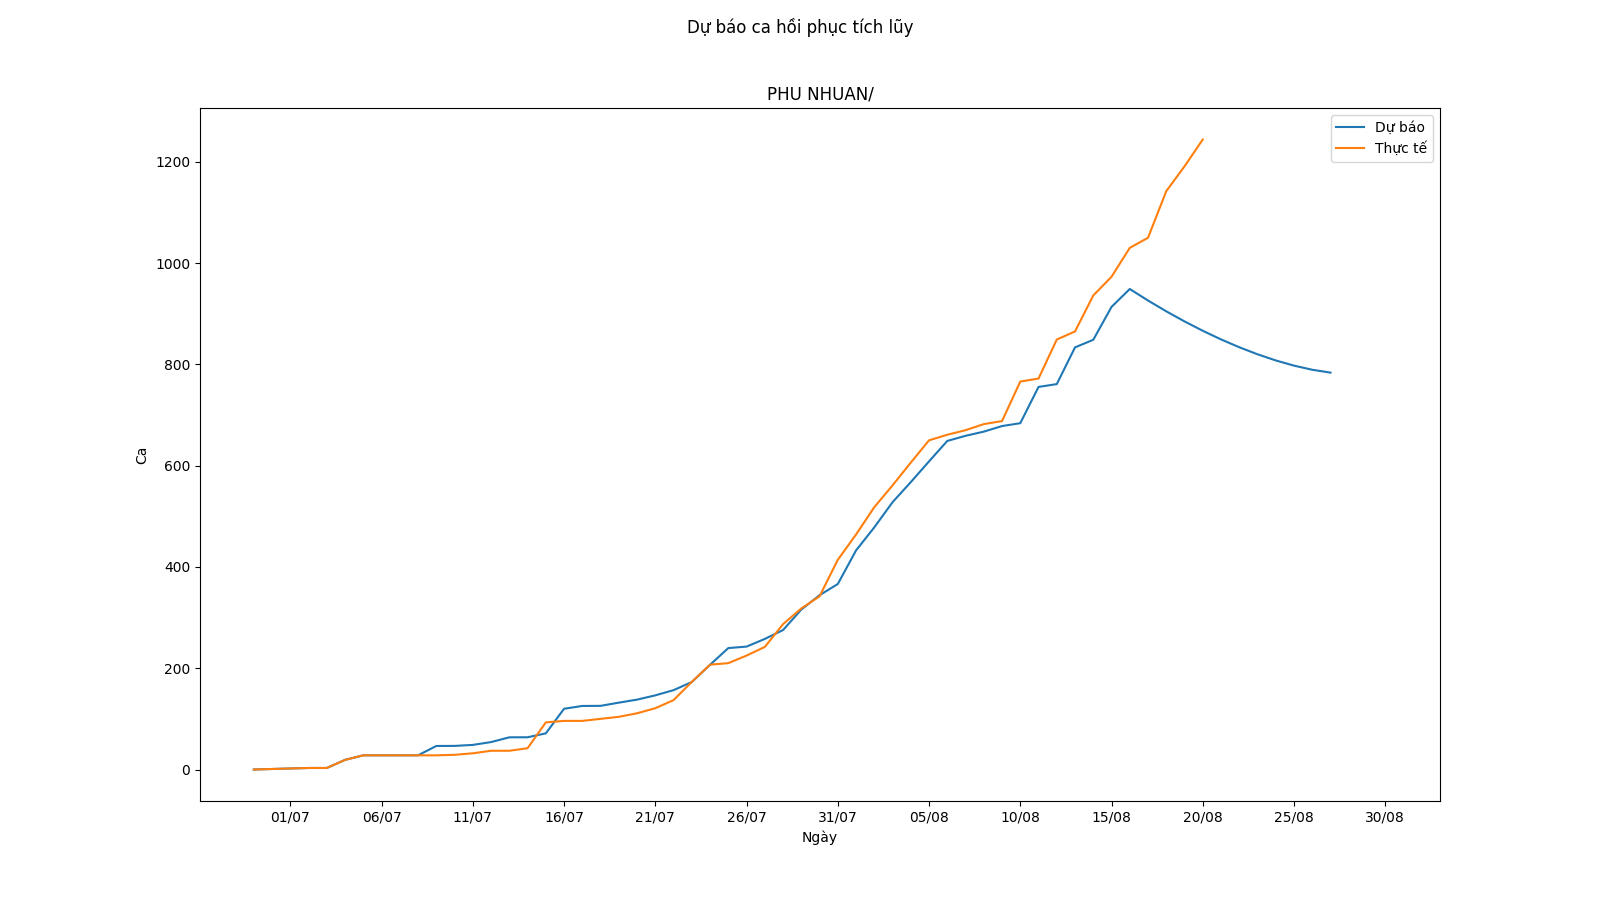 Dự báo ca hồi phục tích lũy
PHU NHUAN/
Dự báo
Thực tế
1200
1000
800
600
400
200
0
Ca
01/07 06/07 11/07 16/07 21/07 26/07 31/07 05/08 10/08 15/08 20/08 25/08 30/08
Ngày